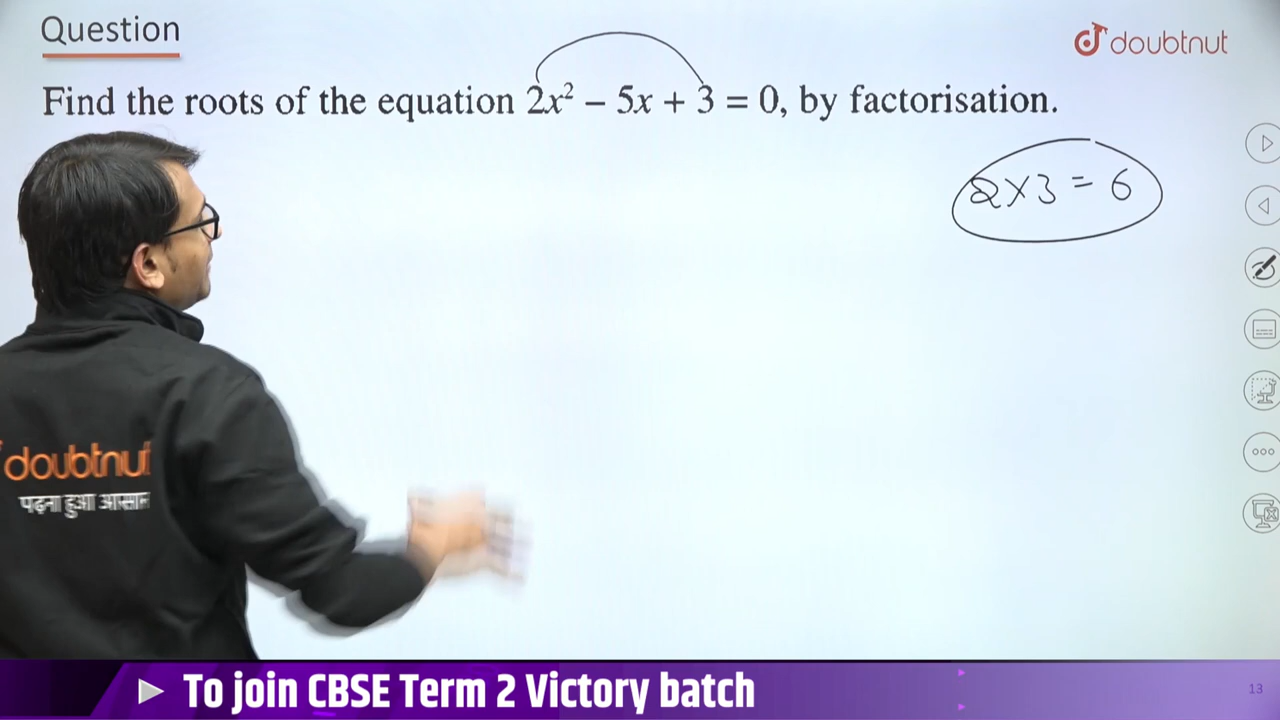 Question
doubtnut
Find the roots of the equation 2x² – 5x + 3 = 0, by factorisation.
2 × 3 = 6
doubtnut
पढ़ना हुआ आसान
To join CBSE Term 2 Victory batch
13